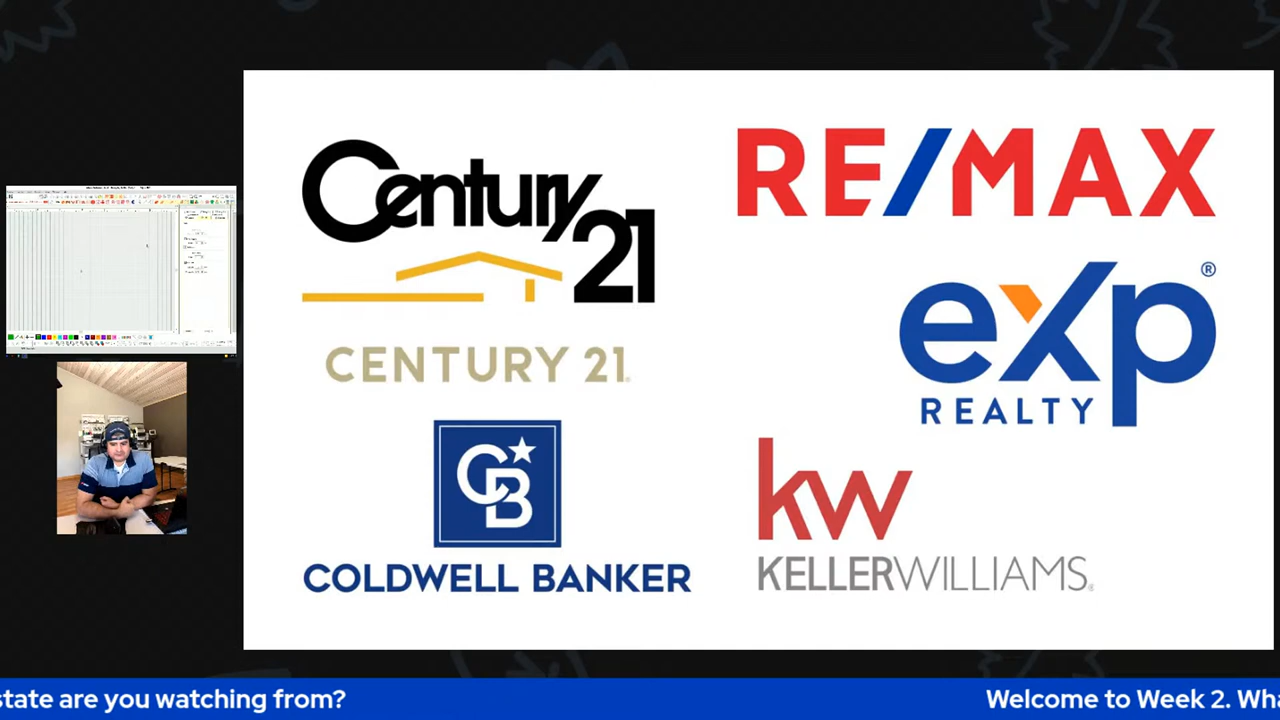 Century
21
CENTURY 21.
CB
COLDWELL BANKER
RE/MAX
eXp®
REALTY
kw
KELLERWILLIAMS
state are you watching from?
Welcome to Week 2. Wha